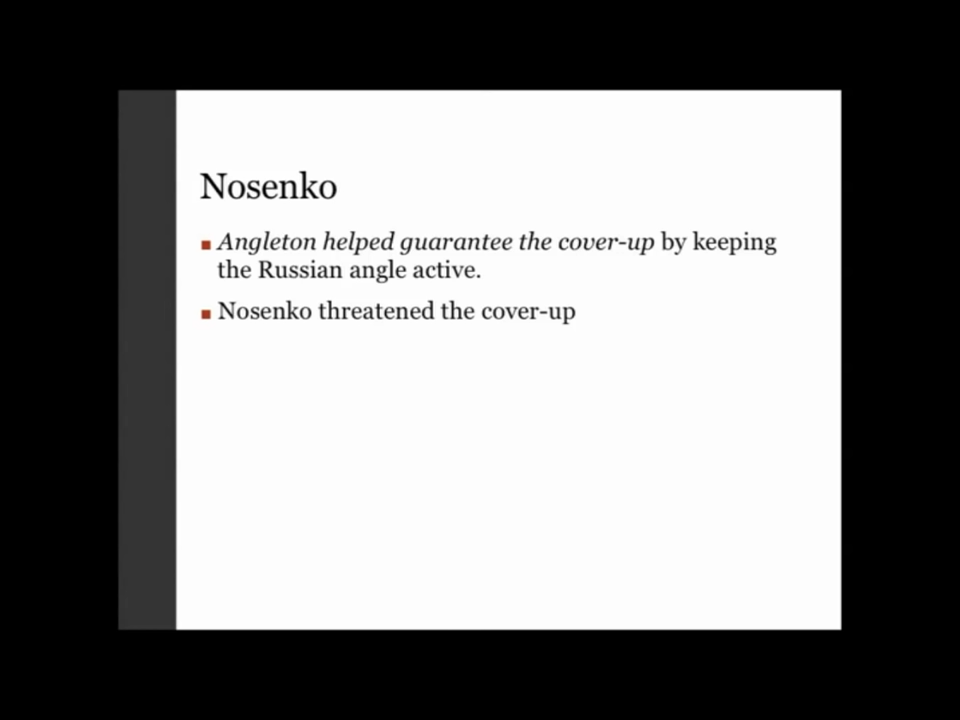 Nosenko
▪ Angleton helped guarantee the cover-up by keeping
the Russian angle active.
▪ Nosenko threatened the cover-up